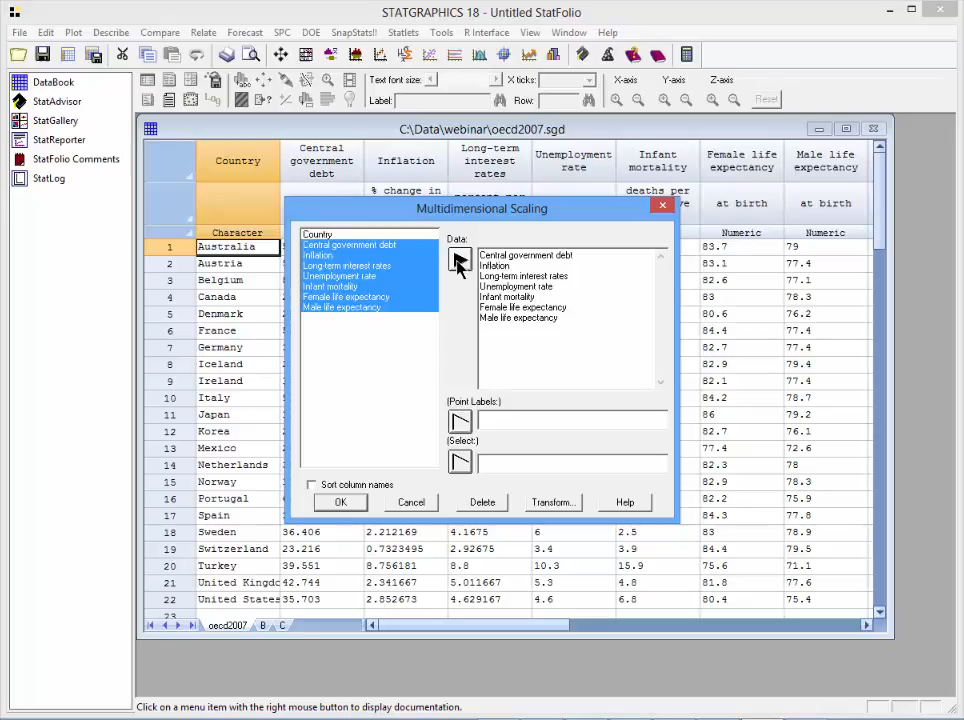 STATGRAPHICS 18 - Untitled StatFolio
File Edit Plot Describe Compare Relate Forecast SPC DOE SnapStats!! Statlets Tools R Interface View Window Help
Text font size: X ticks: X-axis Y-axis Z-axis
Label: Row: Reset
DataBook
StatAdvisor
StatGallery
StatReporter
StatFolio Comments
StatLog
C:\Data\webinar\oecd2007.sgd
Country Central government debt Inflation Long-term interest rates Unemployment rate Infant mortality Female life expectancy Male life expectancy
% change in deaths per at birth at birth
Character Numeric Numeric
Multidimensional Scaling
Country
Central government debt
Inflation
Long-term interest rates
Unemployment rate
Infant mortality
Female life expectancy
Male life expectancy
Data:
Central government debt
Inflation
Long-term interest rates
Unemployment rate
Infant mortality
Female life expectancy
Male life expectancy
(Point Labels:)
(Select:)
Sort column names
OK Cancel Delete Transform... Help
1 Australia 83.7 79
2 Austria 83.1 77.4
3 Belgium 82.6
4 Canada 83 78.3
5 Denmark 80.6 76.2
6 France 84.4 77.4
7 Germany 82.7 77.4
8 Iceland 82.9 79.4
9 Ireland 82.1 77.4
10 Italy 84.2 78.7
11 Japan 86 79.2
12 Korea 82.7 76.1
13 Mexico 77.4 72.6
14 Netherlands 82.3 78
15 Norway 82.9 78.3
16 Portugal 82.2 75.9
17 Spain 84.3 77.8
18 Sweden 36.406 2.212169 4.1675 6 2.5 83 78.9
19 Switzerland 23.216 0.7323495 2.92675 3.4 3.9 84.4 79.5
20 Turkey 39.551 8.756181 8.8 10.3 15.9 75.6 71.1
21 United Kingdo 42.744 2.341667 5.011667 5.3 4.8 81.8 77.6
22 United States 35.703 2.852673 4.629167 4.6 6.8 80.4 75.4
23
oecd2007 B C
Click on a menu item with the right mouse button to display documentation.